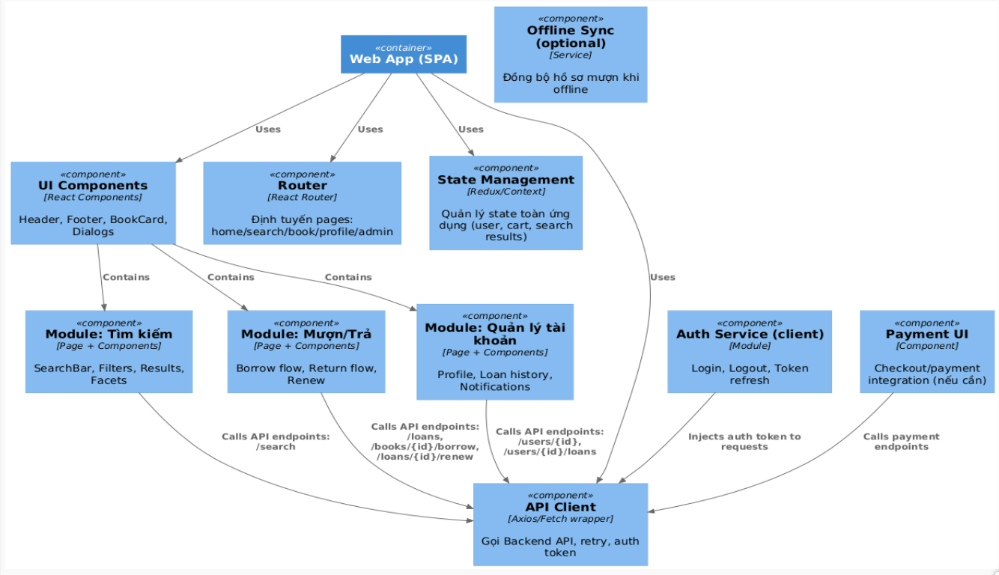 «component»
Offline Sync
(optional)
[Service]
Đồng bộ hồ sơ mượn khi
offline
«container»
Web App (SPA)
Uses
Uses
Uses
Uses
«component»
UI Components
[React Components]
Header, Footer, BookCard,
Dialogs
«component»
Router
[React Router]
Định tuyến pages:
home/search/book/profile/admin
«component»
State Management
[Redux/Context]
Quản lý state toàn ứng
dụng (user, cart, search
results)
Contains
Contains
Contains
«component»
Module: Tìm kiếm
[Page + Components]
SearchBar, Filters, Results,
Facets
«component»
Module: Mượn/Trả
[Page + Components]
Borrow flow, Return flow,
Renew
«component»
Module: Quản lý tài
khoản
[Page + Components]
Profile, Loan history,
Notifications
«component»
Auth Service (client)
[Module]
Login, Logout, Token
refresh
«component»
Payment UI
[Component]
Checkout/payment
integration (nếu cần)
Calls API endpoints:
/search
Calls API endpoints:
/loans,
/books/{id}/borrow,
/loans/{id}/renew
Calls API endpoints:
/users/{id},
/users/{id}/loans
Injects auth token to
requests
Calls payment
endpoints
«component»
API Client
[Axios/Fetch wrapper]
Gọi Backend API, retry, auth
token